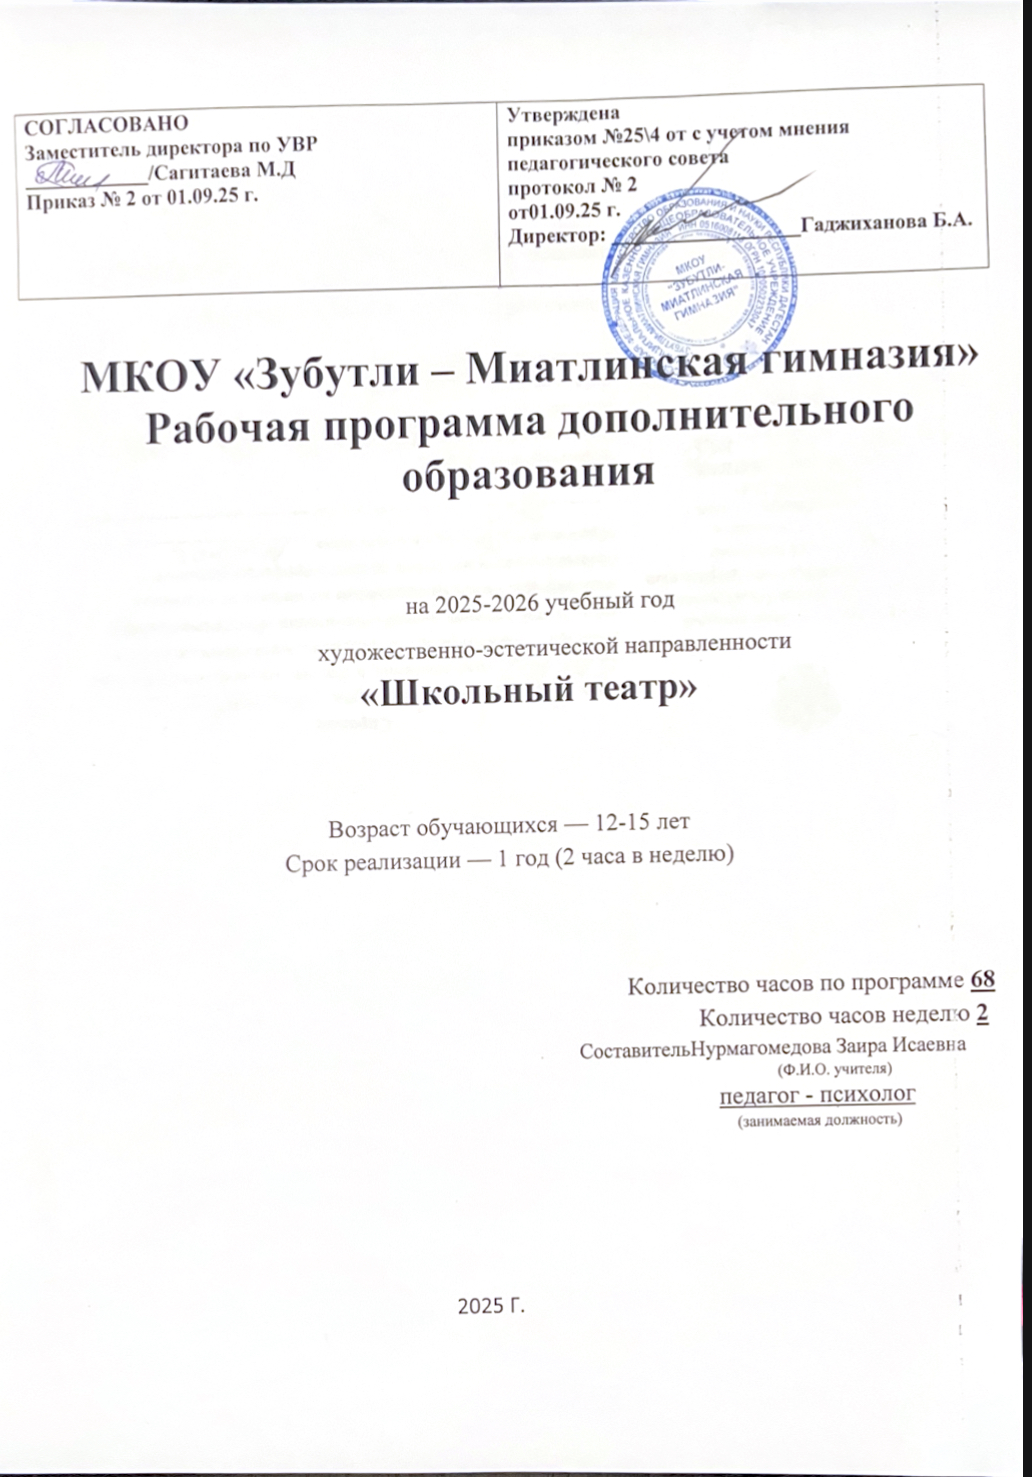 СОГЛАСОВАНО
Заместитель директора по УВР
/Сагитаева М.Д
Приказ № 2 от 01.09.25 г.
Утверждена
приказом №25\4 от с учетом мнения
педагогического совета
протокол № 2
от01.09.25 г.
Директор: Гаджиханова Б.А.
МКОУ
"ЗУБУТЛИ-
МИАТЛИНСКАЯ
ГИМНАЗИЯ"
МКОУ «Зубутли – Миатлинская гимназия»
Рабочая программа дополнительного
образования
на 2025-2026 учебный год
художественно-эстетической направленности
«Школьный театр»
Возраст обучающихся — 12-15 лет
Срок реализации — 1 год (2 часа в неделю)
Количество часов по программе 68
Количество часов неделю 2
СоставительНурмагомедова Заира Исаевна
(Ф.И.О. учителя)
педагог - психолог
(занимаемая должность)
2025 Г.